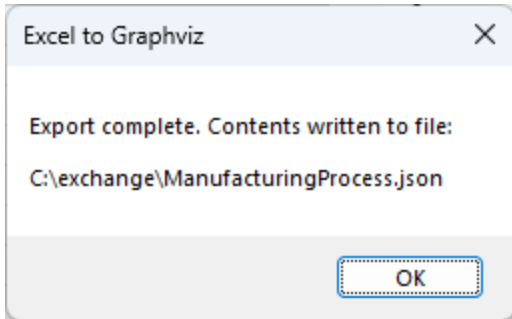 Excel to Graphviz
Export complete. Contents written to file:
C:\exchange\ManufacturingProcess.json
OK